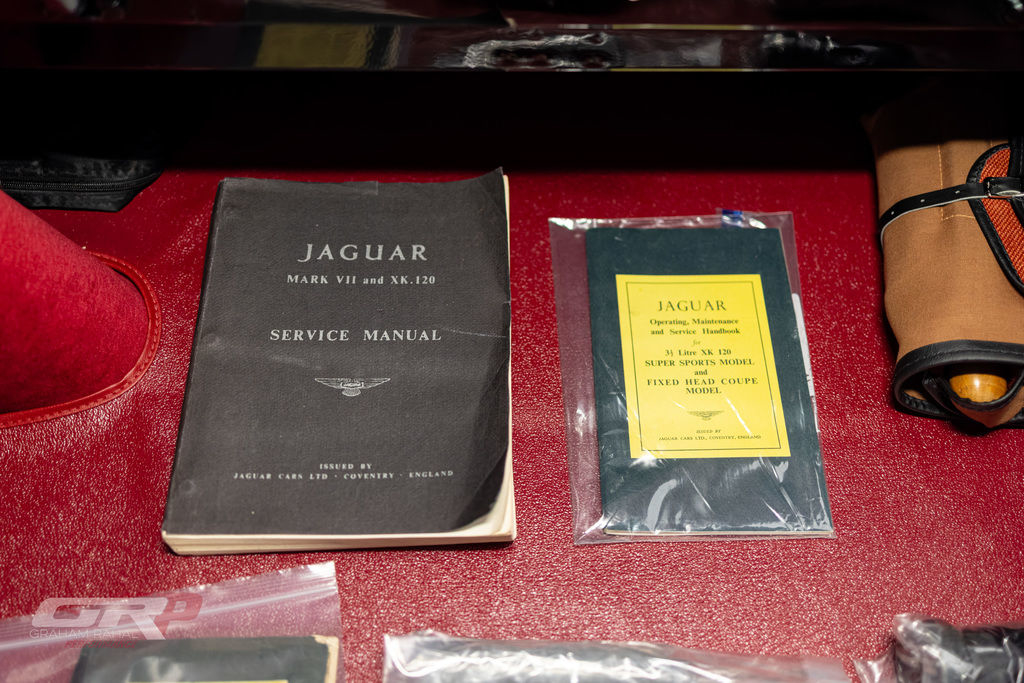 JAGUAR
MARK VII and XK.120
SERVICE MANUAL
JAGUAR
ISSUED BY
JAGUAR CARS LTD · COVENTRY · ENGLAND
JAGUAR
Operating, Maintenance
and Service Handbook
for
3½ Litre XK 120
SUPER SPORTS MODEL
and
FIXED HEAD COUPE
MODEL
ISSUED BY
JAGUAR CARS LTD., COVENTRY, ENGLAND
GRP
GRAHAM RAHAL